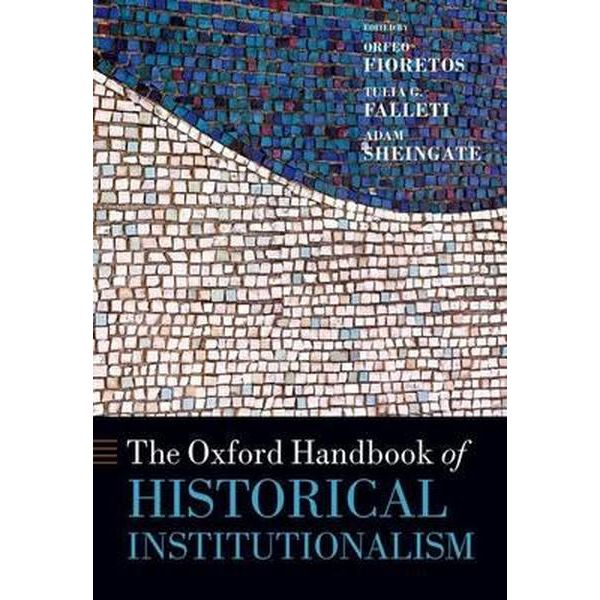 EDITED BY
ORFEO
FIORETOS
TULIA G.
FALLETI
ADAM
SHEINGATE
The Oxford Handbook of
HISTORICAL
INSTITUTIONALISM